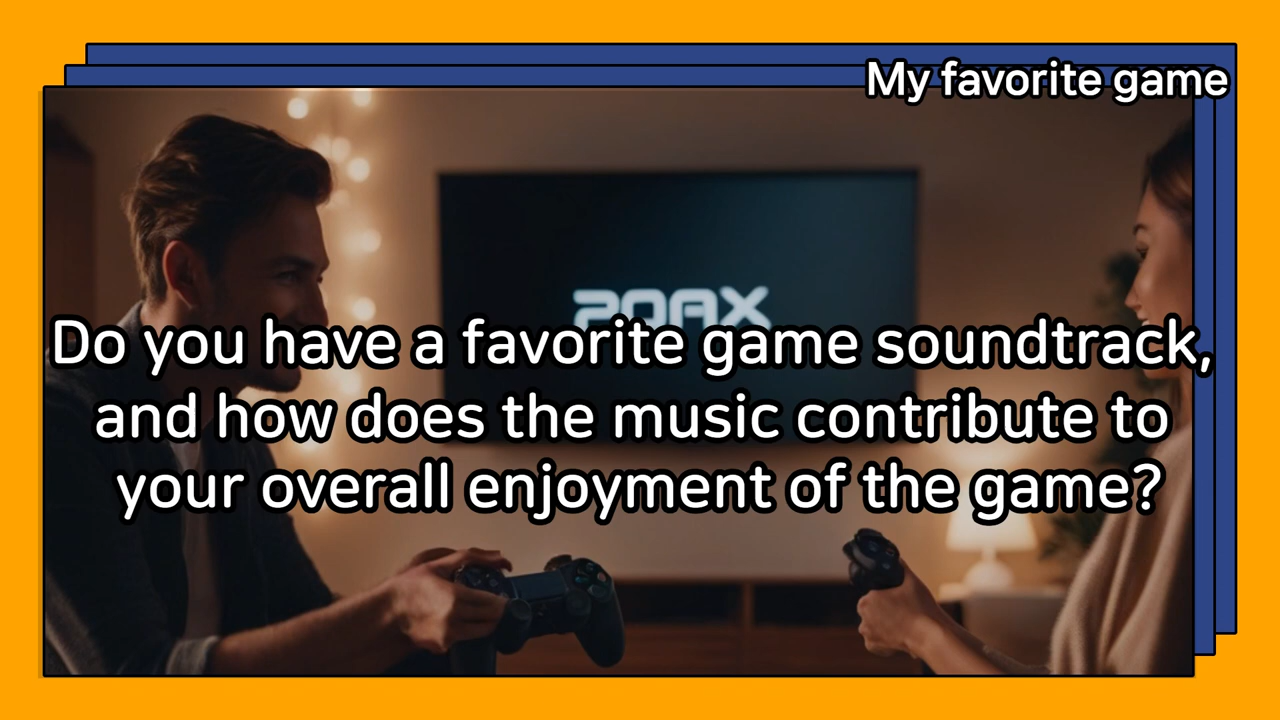 My favorite game
Do you have a favorite game soundtrack,
and how does the music contribute to
your overall enjoyment of the game?